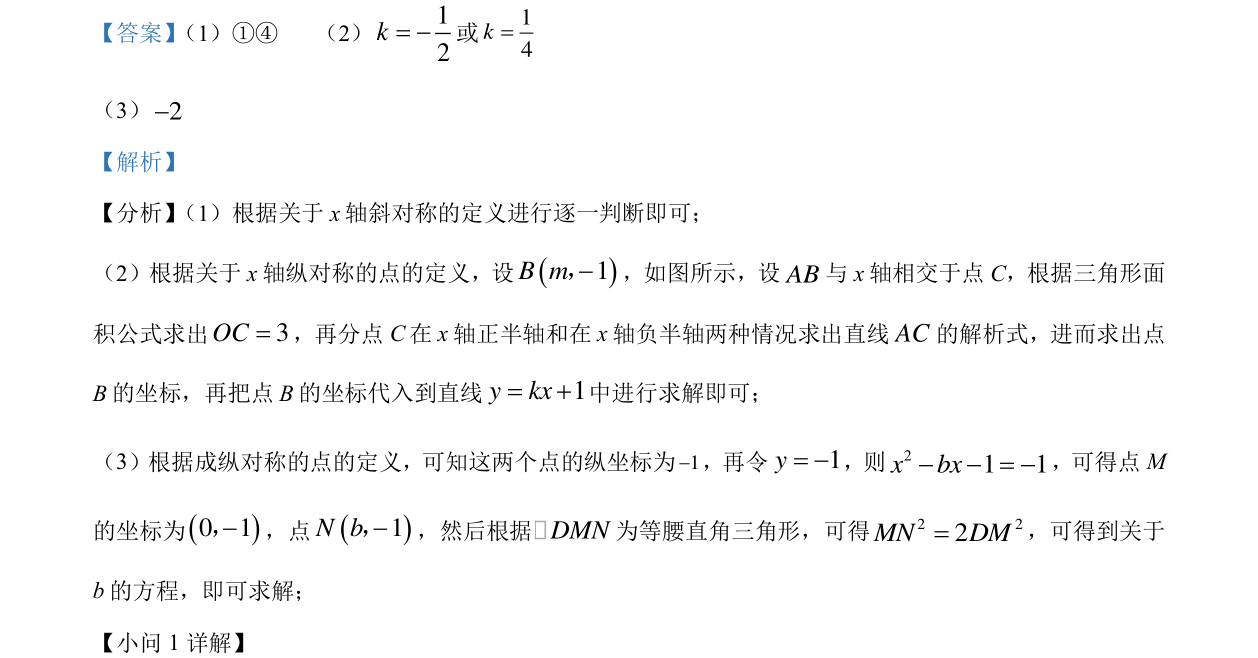 【答案】（1）①④ （2）k = −1/2 或 k = 1/4
（3）−2
【解析】
【分析】（1）根据关于 x 轴斜对称的定义进行逐一判断即可；
（2）根据关于 x 轴纵对称的点的定义，设 B(m,−1)，如图所示，设 AB 与 x 轴相交于点 C，根据三角形面
积公式求出 OC = 3，再分点 C 在 x 轴正半轴和在 x 轴负半轴两种情况求出直线 AC 的解析式，进而求出点
B 的坐标，再把点 B 的坐标代入到直线 y = kx+1 中进行求解即可；
（3）根据成纵对称的点的定义，可知这两个点的纵坐标为 −1，再令 y = −1，则 x² − bx − 1 = −1，可得点 M
的坐标为 (0,−1)，点 N(b,−1)，然后根据□DMN 为等腰直角三角形，可得 MN² = 2DM²，可得到关于
b 的方程，即可求解；
【小问 1 详解】